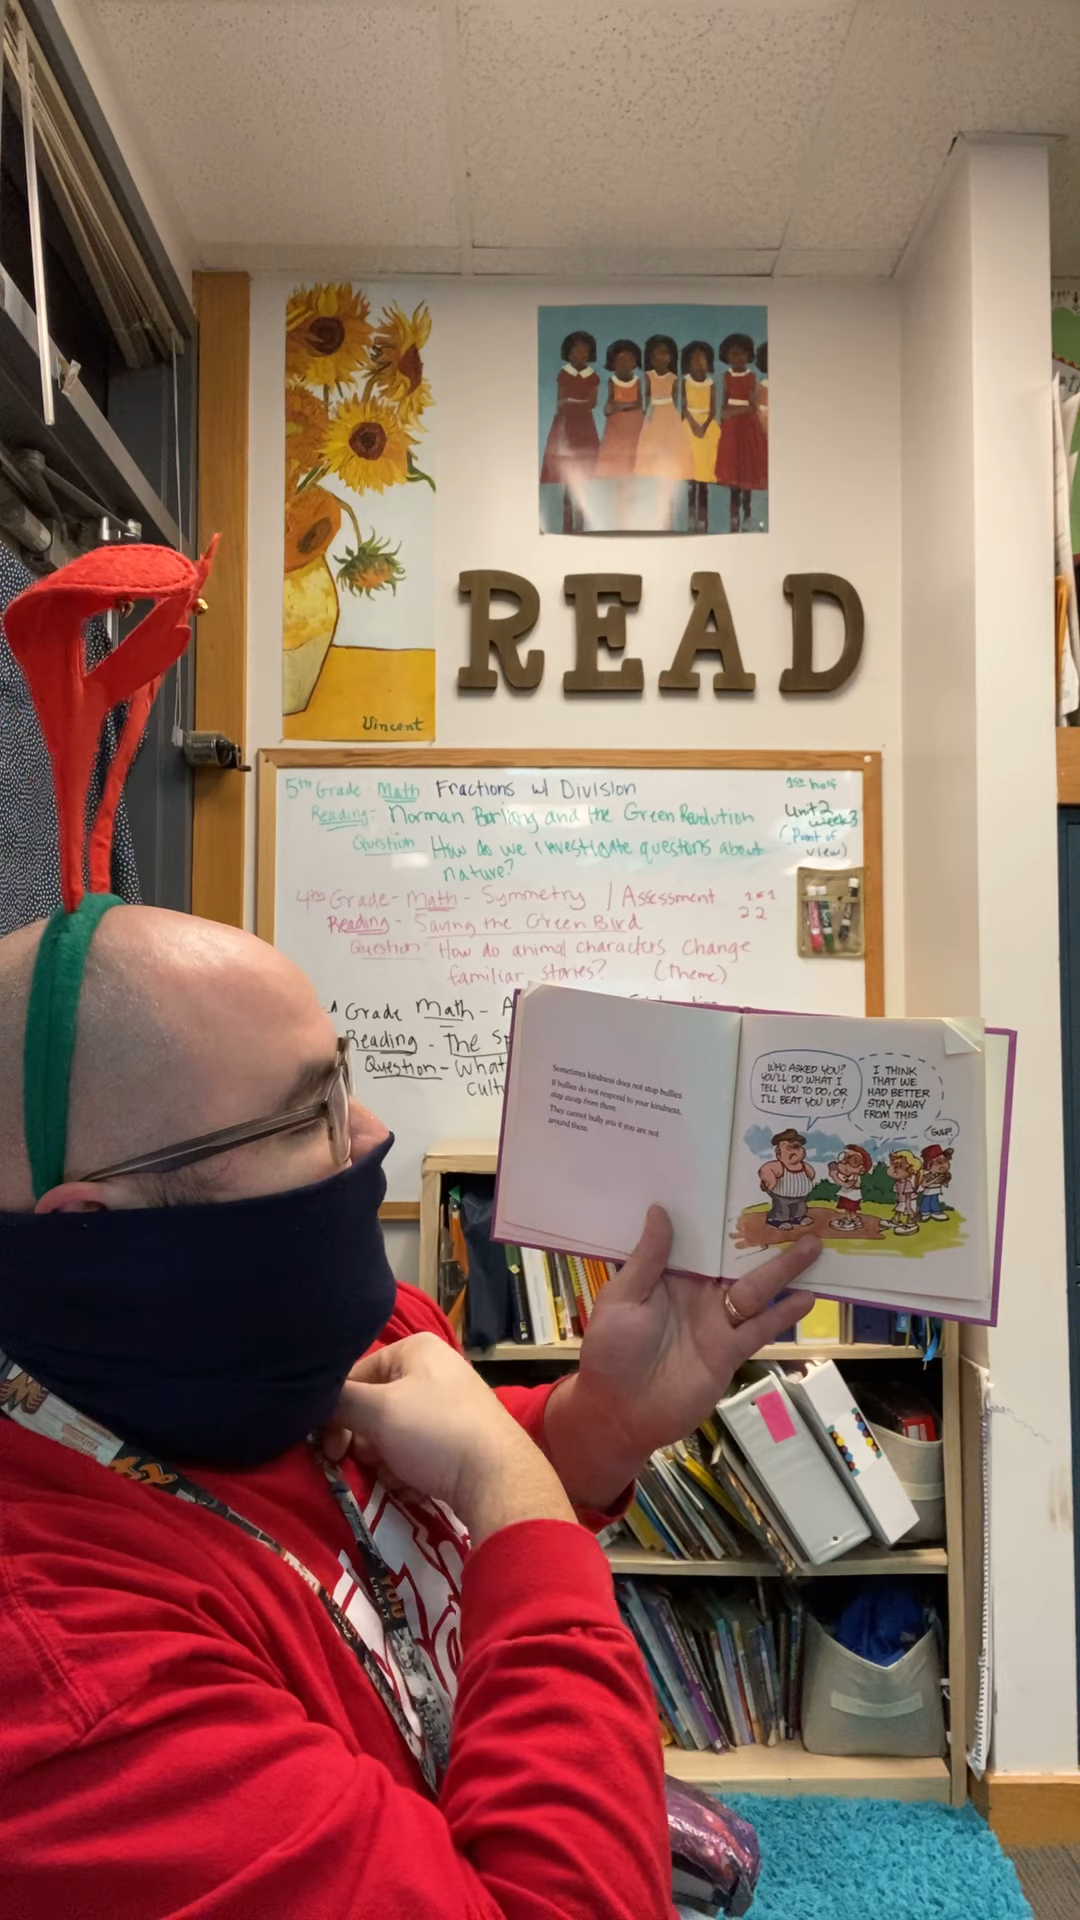 Vincent
READ
5th Grade - Math Fractions w/ Division
Reading - Norman Borlaug and the Green Revolution
Question How do we investigate questions about
nature?
1st half
Unit 2
week 3
(Point of
view)
4th Grade - Math - Symmetry / Assessment
Reading - Saving the Green Bird
Question How do animal characters change
familiar stories? (Theme)
Grade Math -
Reading - The
Question - What
Sometimes kindness does not stop bullies.
If bullies do not respond to your kindness,
stay away from them.
They cannot bully you if you are not
around them.
WHO ASKED YOU?
YOU'LL DO WHAT I
TELL YOU TO DO, OR
I'LL BEAT YOU UP!
I THINK
THAT WE
HAD BETTER
STAY AWAY
FROM THIS
GUY!
GULP!